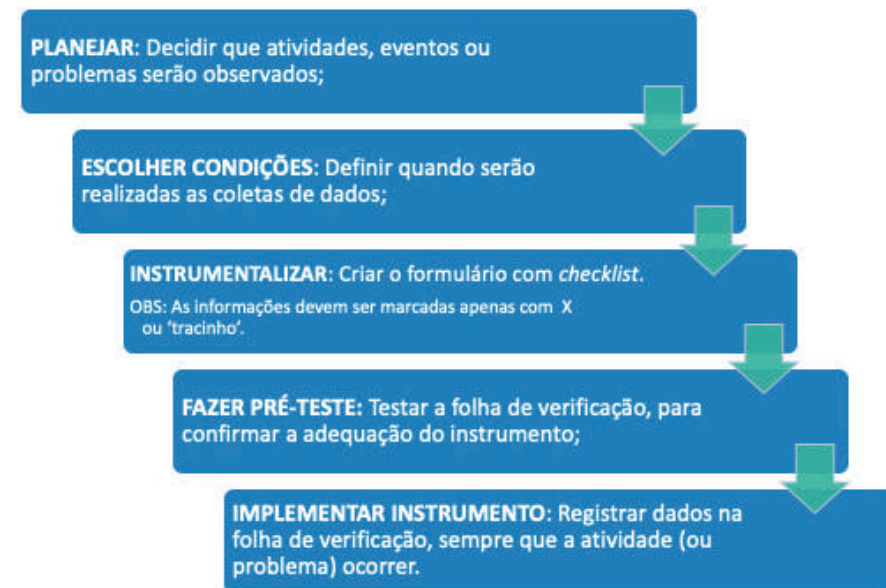 PLANEJAR: Decidir que atividades, eventos ou
problemas serão observados;
ESCOLHER CONDIÇÕES: Definir quando serão
realizadas as coletas de dados;
INSTRUMENTALIZAR: Criar o formulário com checklist.
OBS: As informações devem ser marcadas apenas com X
ou ‘tracinho’.
FAZER PRÉ-TESTE: Testar a folha de verificação, para
confirmar a adequação do instrumento;
IMPLEMENTAR INSTRUMENTO: Registrar dados na
folha de verificação, sempre que a atividade (ou
problema) ocorrer.